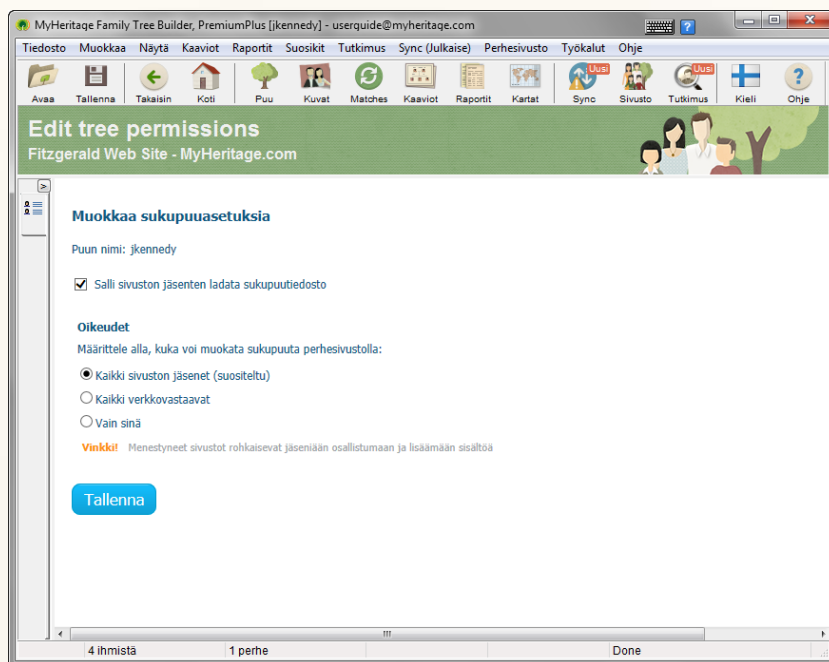 MyHeritage Family Tree Builder, PremiumPlus [jkennedy] - userguide@myheritage.com
Tiedosto Muokkaa Näytä Kaaviot Raportit Suosikit Tutkimus Sync (Julkaise) Perhesivusto Työkalut Ohje
Uusi Uusi
Avaa Tallenna Takaisin Koti Puu Kuvat Matches Kaaviot Raportit Kartat Sync Sivusto Tutkimus Kieli Ohje
Edit tree permissions
Fitzgerald Web Site - MyHeritage.com
Muokkaa sukupuuasetuksia
Puun nimi: jkennedy
Salli sivuston jäsenten ladata sukupuutiedosto
Oikeudet
Määrittele alla, kuka voi muokata sukupuuta perhesivustolla:
Kaikki sivuston jäsenet (suositeltu)
Kaikki verkkovastaavat
Vain sinä
Vinkki! Menestyneet sivustot rohkaisevat jäseniään osallistumaan ja lisäämään sisältöä
Tallenna
4 ihmistä 1 perhe Done